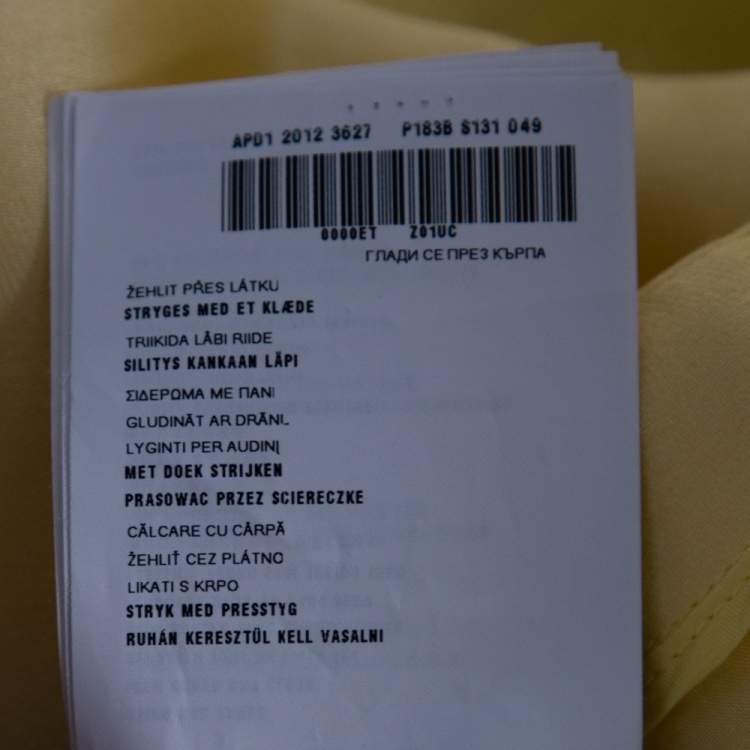 APD1 2012 3627 P183B S131 049
0000ET Z01UC
ГЛАДИ СЕ ПРЕЗ КЪРПА
ŽEHLIT PŘES LÁTKU
STRYGES MED ET KLÆDE
TRIIKIDA LÄBI RIIDE
SILITYS KANKAAN LÄPI
ΣΙΔΕΡΩΜΑ ΜΕ ΠΑΝΙ
GLUDINĀT AR DRĀNL
LYGINTI PER AUDINĮ
MET DOEK STRIJKEN
PRASOWAC PRZEZ SCIERECZKE
CĂLCARE CU CÂRPĂ
ŽEHLIŤ CEZ PLÁTNO
LIKATI S KRPO
STRYK MED PRESSTYG
RUHÁN KERESZTÜL KELL VASALNI